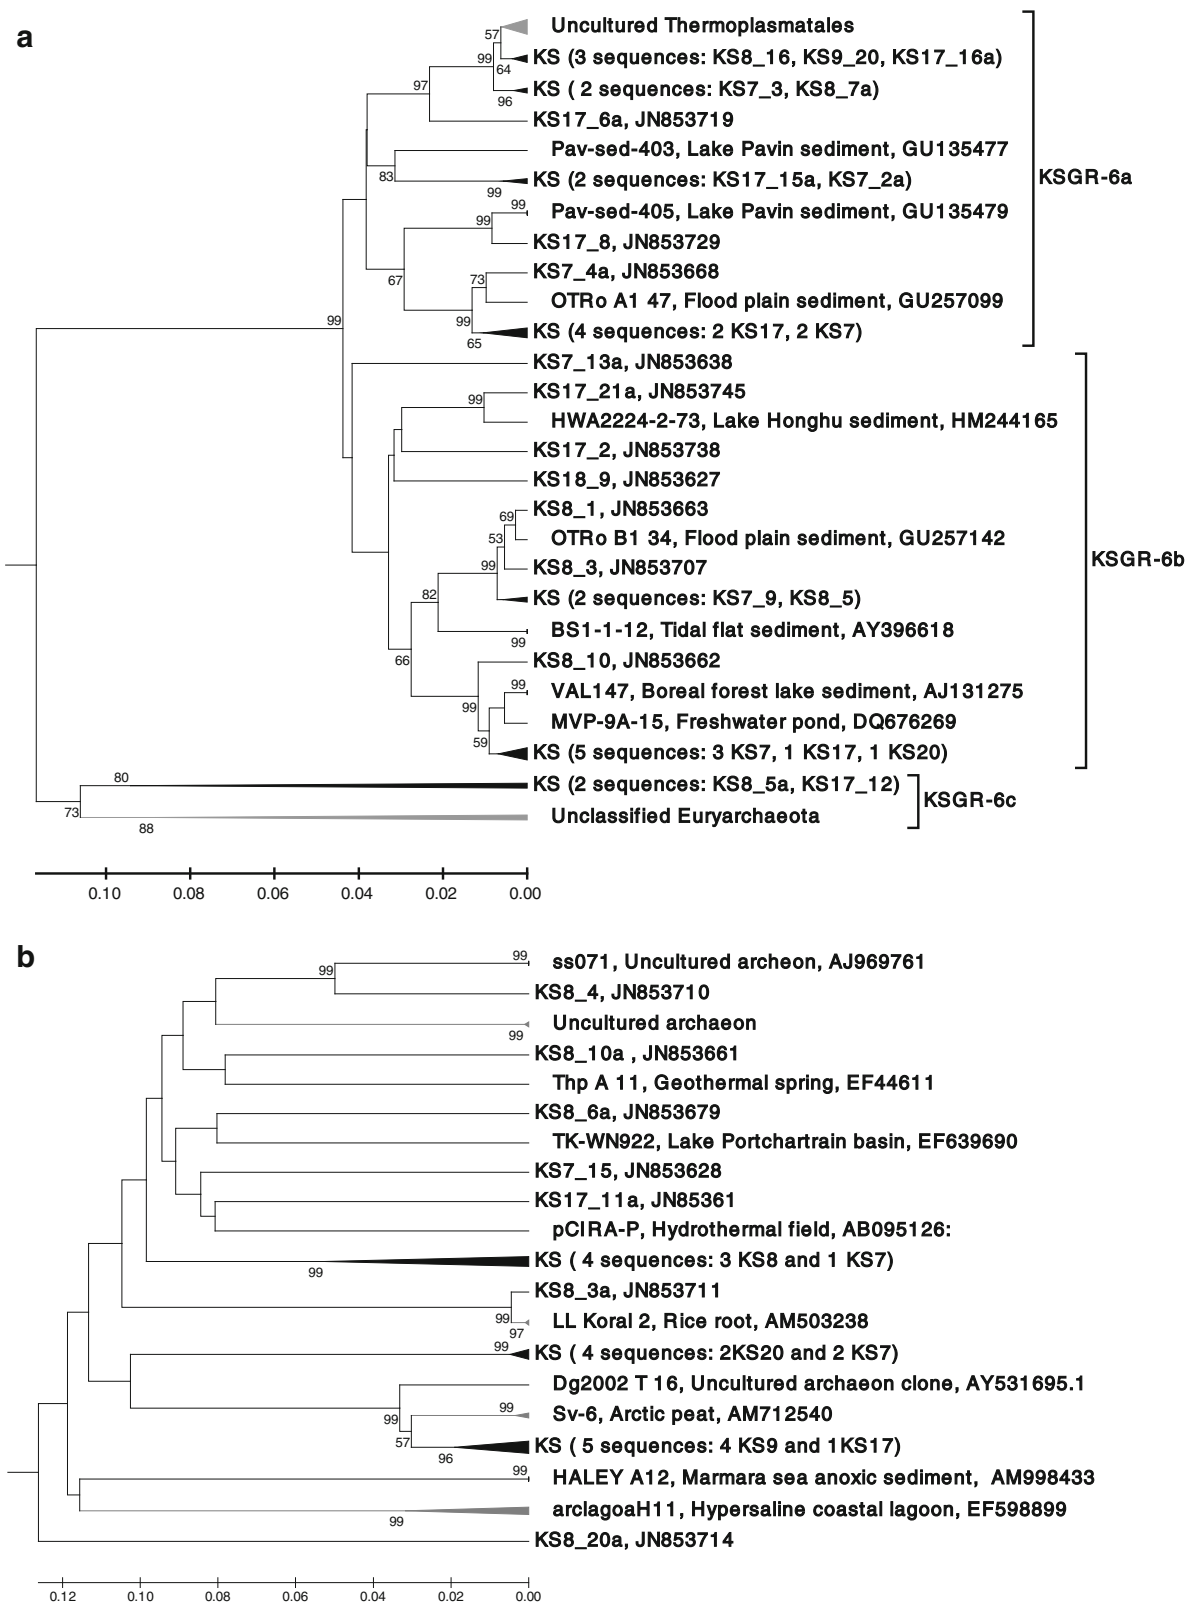 a
Uncultured Thermoplasmatales
57
KS (3 sequences: KS8_16, KS9_20, KS17_16a)
99
64
KS ( 2 sequences: KS7_3, KS8_7a)
97
96
KS17_6a, JN853719
Pav-sed-403, Lake Pavin sediment, GU135477
83
KS (2 sequences: KS17_15a, KS7_2a)
KSGR-6a
99
99
Pav-sed-405, Lake Pavin sediment, GU135479
99
KS17_8, JN853729
67
KS7_4a, JN853668
73
OTRo A1 47, Flood plain sediment, GU257099
99
99
KS (4 sequences: 2 KS17, 2 KS7)
65
KS7_13a, JN853638
KS17_21a, JN853745
99
HWA2224-2-73, Lake Honghu sediment, HM244165
KS17_2, JN853738
KS18_9, JN853627
KS8_1, JN853663
69
OTRo B1 34, Flood plain sediment, GU257142
53
KSGR-6b
99
KS8_3, JN853707
82
KS (2 sequences: KS7_9, KS8_5)
BS1-1-12, Tidal flat sediment, AY396618
99
66
KS8_10, JN853662
99
VAL147, Boreal forest lake sediment, AJ131275
99
MVP-9A-15, Freshwater pond, DQ676269
59
KS (5 sequences: 3 KS7, 1 KS17, 1 KS20)
80
KS (2 sequences: KS8_5a, KS17_12)
KSGR-6c
73
Unclassified Euryarchaeota
88
0.10 0.08 0.06 0.04 0.02 0.00
b
99
ss071, Uncultured archeon, AJ969761
99
KS8_4, JN853710
Uncultured archaeon
99
KS8_10a , JN853661
Thp A 11, Geothermal spring, EF44611
KS8_6a, JN853679
TK-WN922, Lake Portchartrain basin, EF639690
KS7_15, JN853628
KS17_11a, JN85361
pCIRA-P, Hydrothermal field, AB095126:
KS ( 4 sequences: 3 KS8 and 1 KS7)
99
KS8_3a, JN853711
99
LL Koral 2, Rice root, AM503238
97
99
KS ( 4 sequences: 2KS20 and 2 KS7)
Dg2002 T 16, Uncultured archaeon clone, AY531695.1
99
Sv-6, Arctic peat, AM712540
99
57
KS ( 5 sequences: 4 KS9 and 1KS17)
96
99
HALEY A12, Marmara sea anoxic sediment, AM998433
arclagoaH11, Hypersaline coastal lagoon, EF598899
99
KS8_20a, JN853714
0.12 0.10 0.08 0.06 0.04 0.02 0.00